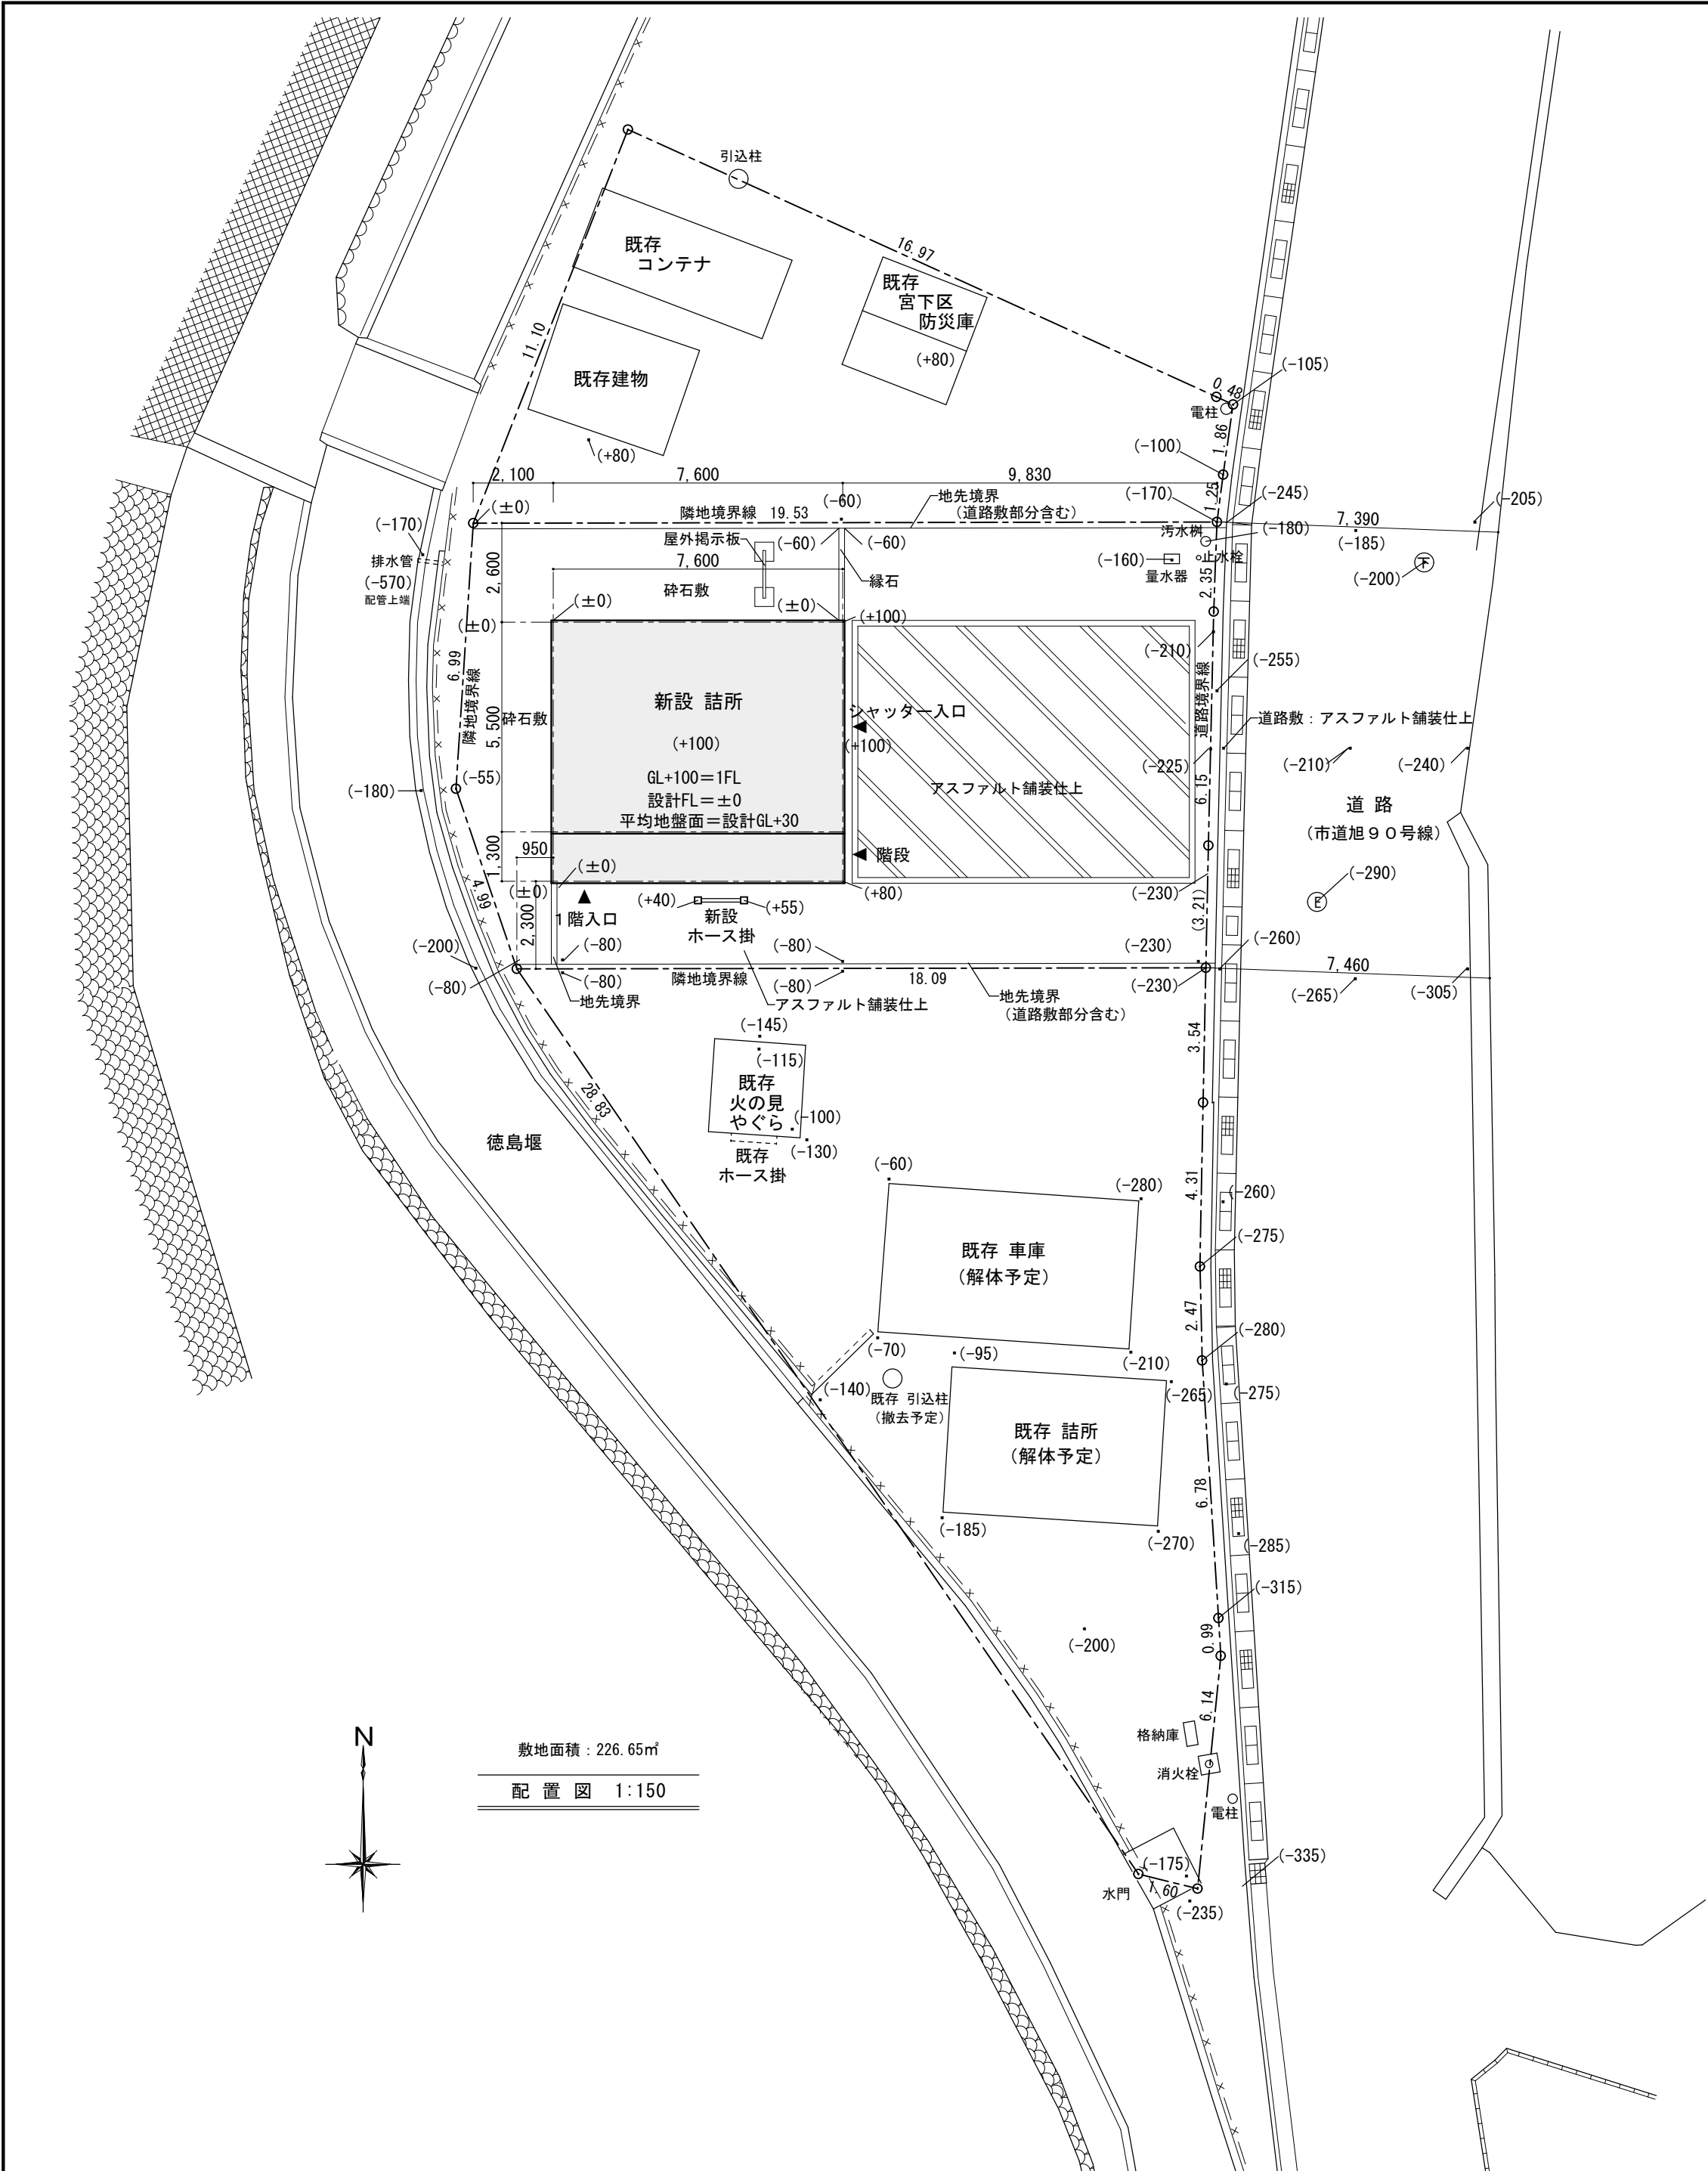 引込柱
16.97
既存
コンテナ
既存
宮下区
防災庫
(+80)
11.10
既存建物
(+80)
0.48
(-105)
電柱
1.86
(-100)
2,100
7,600
9,830
1.25
(-170)
(-245)
(-205)
(±0)
(-60)
地先境界
(道路敷部分含む)
隣地境界線 19.53
7,390
(-185)
(-170)
排水管
(-570)
配管上端
屋外掲示板
(-60)
(-60)
汚水桝
(-180)
(-160)
量水器
止水栓
(-200)
下
7,600
縁石
2,600
砕石敷
2.35
(±0)
(±0)
(+100)
(±0)
(-210)
(-255)
6.99
隣地境界線
5,500
砕石敷
新設 詰所
(+100)
GL+100=1FL
設計FL=±0
平均地盤面=設計GL+30
シャッター入口
(+100)
アスファルト舗装仕上
道路境界線
道路敷:アスファルト舗装仕上
(-225)
6.15
(-210)
(-240)
道 路
(市道旭90号線)
(-55)
(-180)
1,300
950
(±0)
階段
(-290)
E
4.99
(±0)
1階入口
(+40)
(+55)
新設
ホース掛
(+80)
(-230)
(3.21)
2,300
(-200)
(-80)
(-80)
(-230)
(-260)
7,460
(-80)
(-80)
隣地境界線
(-80)
18.09
(-230)
(-265)
(-305)
地先境界
アスファルト舗装仕上
地先境界
(道路敷部分含む)
(-145)
(-115)
既存
火の見
やぐら
(-100)
(-130)
既存
ホース掛
3.54
28.83
徳島堰
(-60)
(-280)
4.31
(-260)
既存 車庫
(解体予定)
(-275)
2.47
(-280)
(-70)
(-95)
(-210)
(-140)
既存 引込柱
(撤去予定)
(-265)
(-275)
既存 詰所
(解体予定)
6.78
(-185)
(-270)
(-285)
(-315)
(-200)
0.99
6.14
格納庫
消火栓
電柱
N
敷地面積:226.65㎡
配 置 図 1:150
(-175)
(-335)
水門
1.60
(-235)